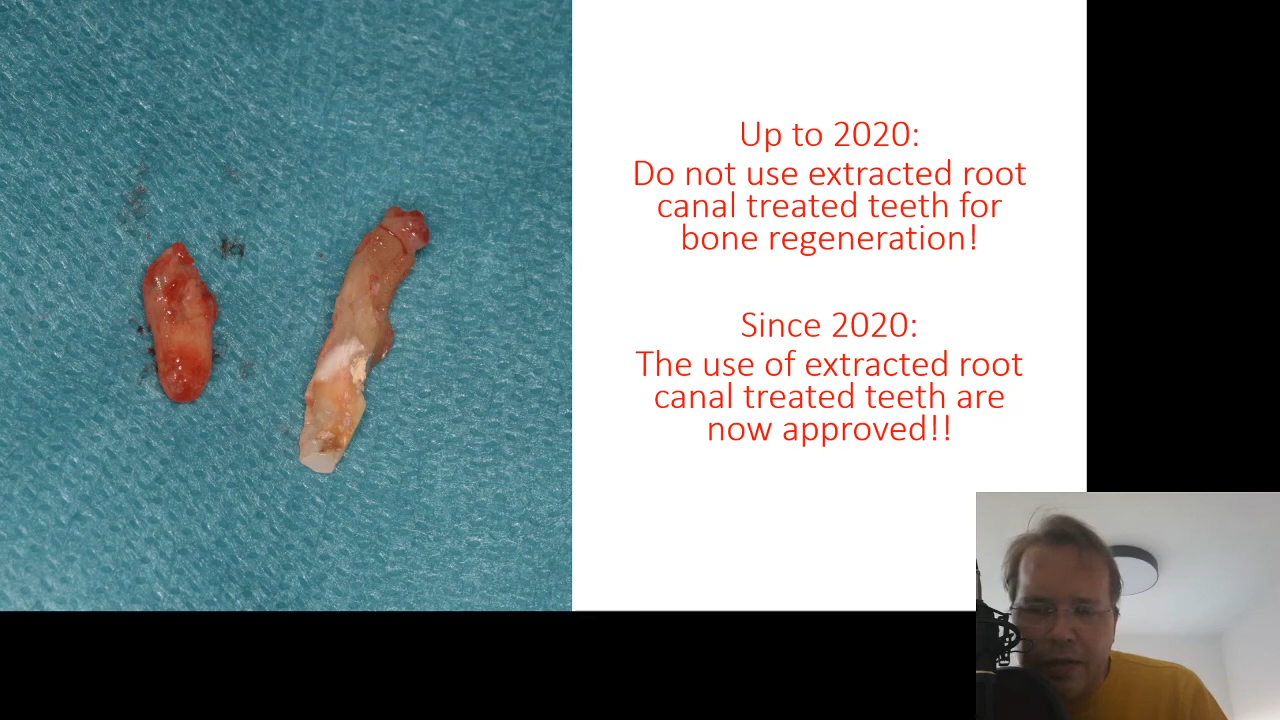 Up to 2020:
Do not use extracted root
canal treated teeth for
bone regeneration!
Since 2020:
The use of extracted root
canal treated teeth are
now approved!!